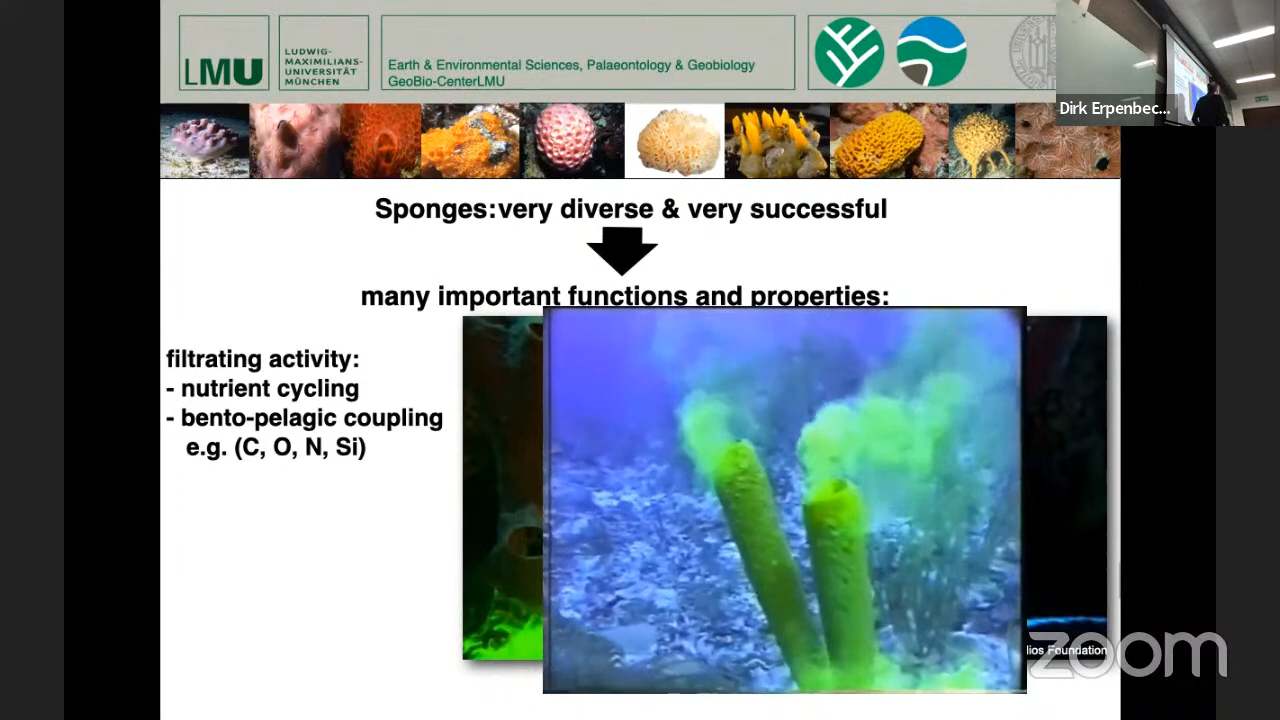 LMU
LUDWIG-
MAXIMILIANS-
UNIVERSITÄT
MÜNCHEN
Earth & Environmental Sciences, Palaeontology & Geobiology
GeoBio-CenterLMU
Dirk Erpenbec...
Sponges:very diverse & very successful
many important functions and properties:
filtrating activity:
- nutrient cycling
- bento-pelagic coupling
e.g. (C, O, N, Si)
lios Foundation
zoom